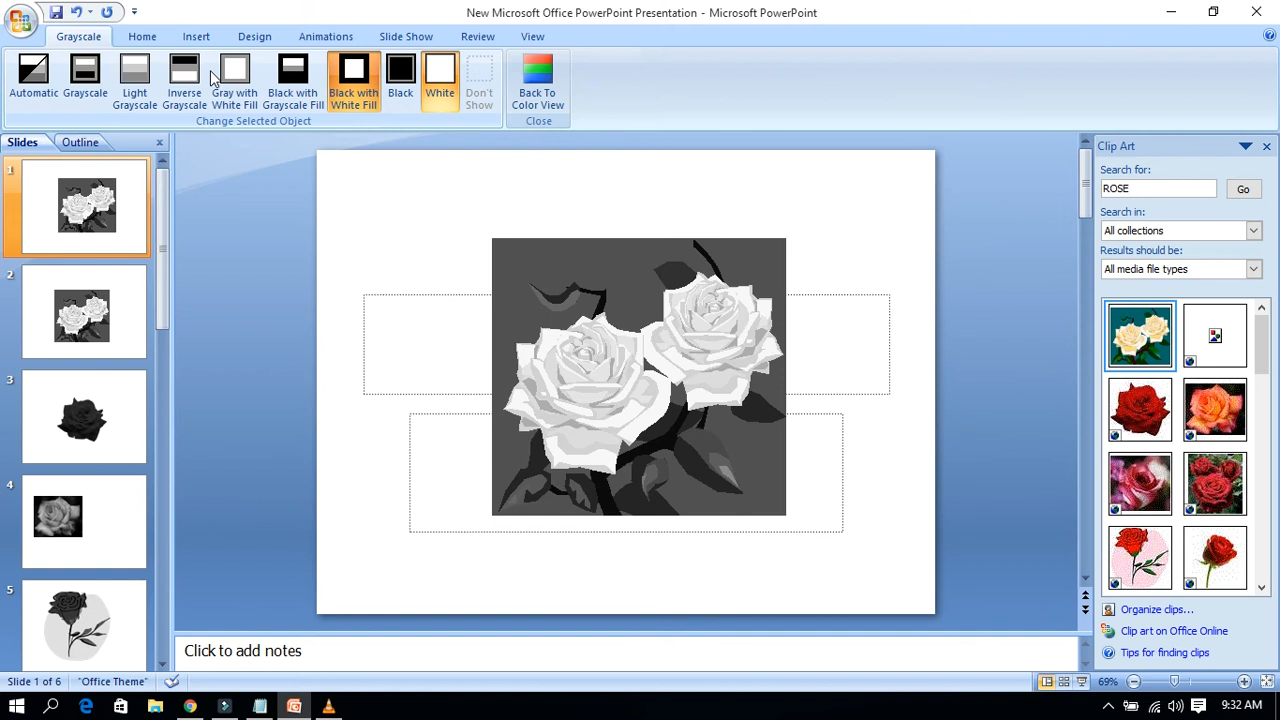 New Microsoft Office PowerPoint Presentation - Microsoft PowerPoint
Grayscale Home Insert Design Animations Slide Show Review View
Automatic Grayscale Light Grayscale Inverse Grayscale Gray with White Fill Black with Grayscale Fill Black with White Fill Black White Don't Show Back To Color View
Change Selected Object Close
Slides Outline
Clip Art
Search for:
ROSE Go
Search in:
All collections
Results should be:
All media file types
1
2
3
4
5
Organize clips...
Clip art on Office Online
Tips for finding clips
Click to add notes
Slide 1 of 6 "Office Theme" 69%
9:32 AM